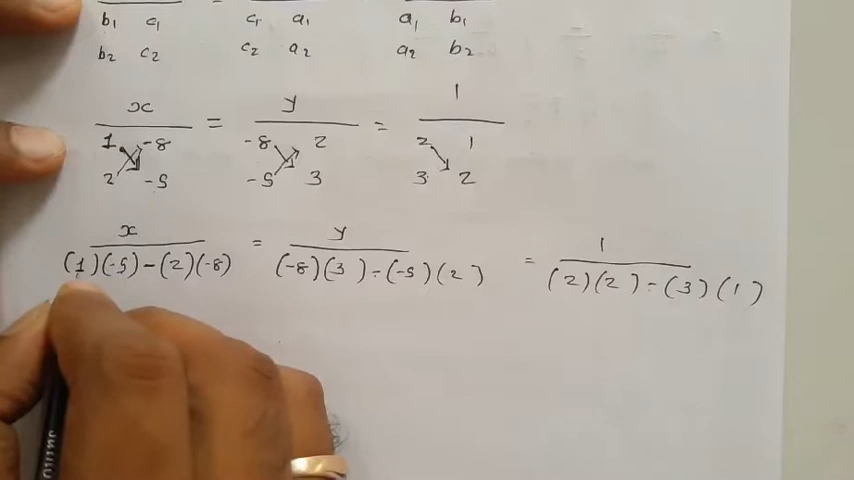 b₁ c₁ = c₁ a₁ a₁ b₁
b₂ c₂ c₂ a₂ a₂ b₂
x = y = 1
1 -8 -8 2 2 1
2 -5 -5 3 3 2
x = y = 1
(1)(-5)-(2)(-8) (-8)(3)-(-5)(2) (2)(2)-(3)(1)